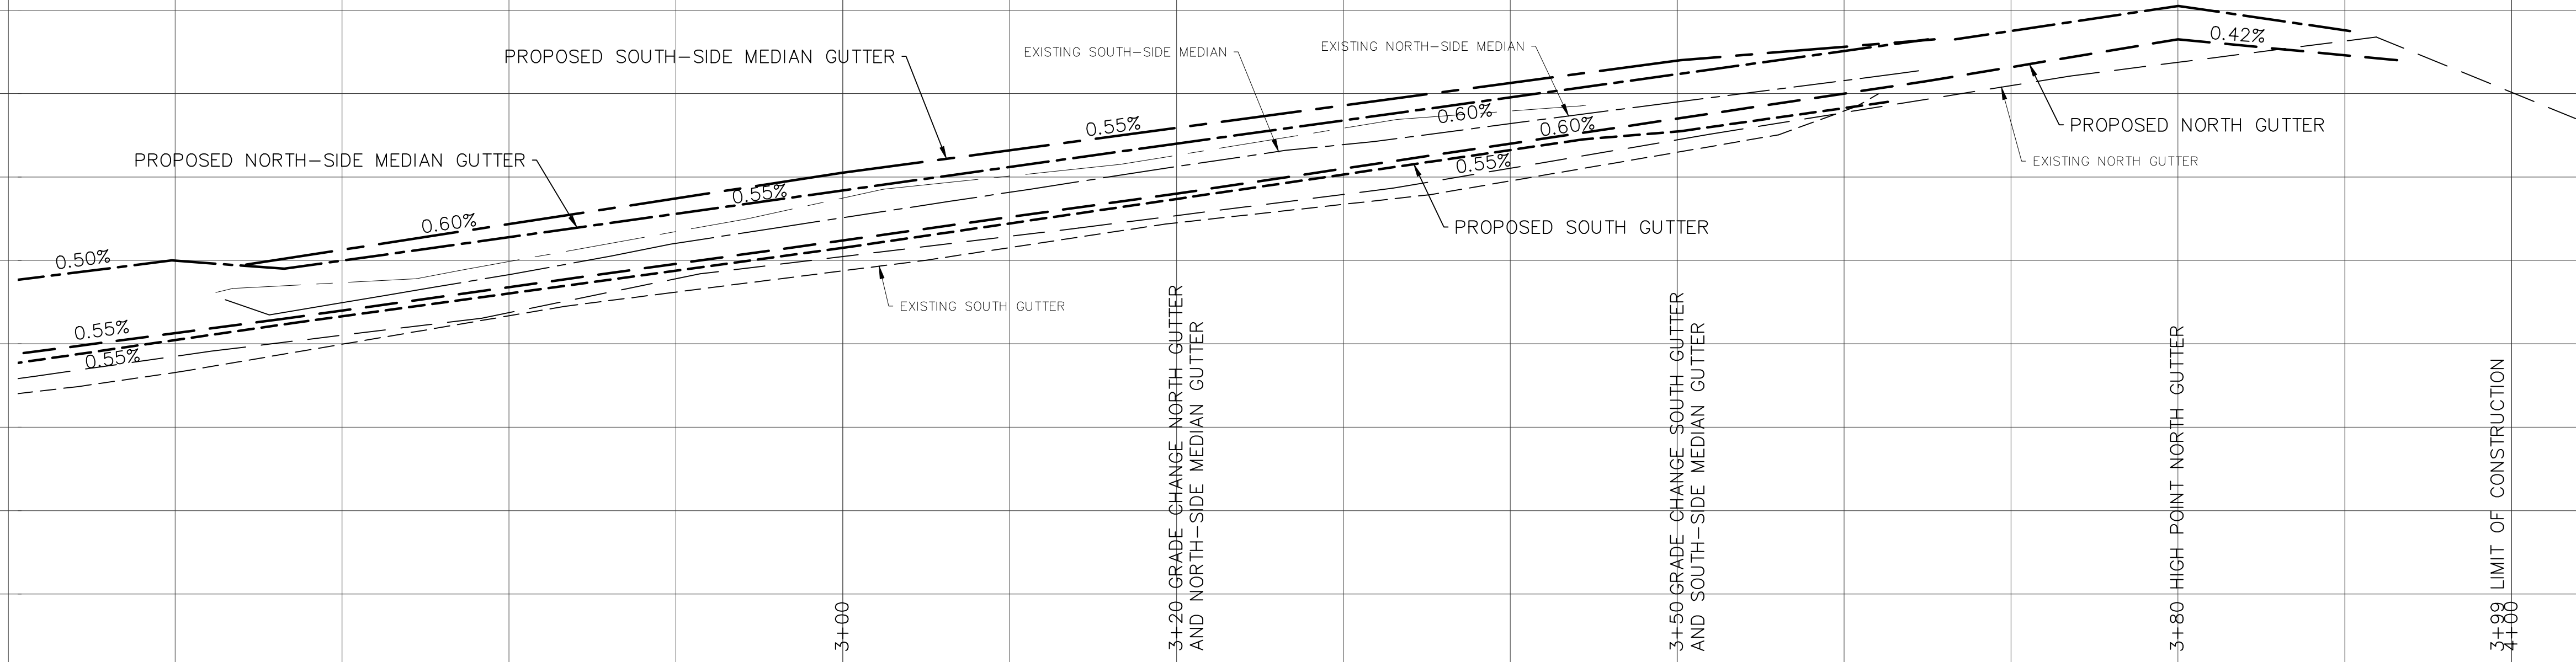 PROPOSED SOUTH-SIDE MEDIAN GUTTER
EXISTING SOUTH-SIDE MEDIAN
EXISTING NORTH-SIDE MEDIAN
0.42%
PROPOSED NORTH-SIDE MEDIAN GUTTER
0.55%
0.60%
0.60%
PROPOSED NORTH GUTTER
EXISTING NORTH GUTTER
0.50%
0.60%
0.55%
0.55%
PROPOSED SOUTH GUTTER
0.55%
0.55%
EXISTING SOUTH GUTTER
3+00
3+20 GRADE CHANGE NORTH GUTTER
AND NORTH-SIDE MEDIAN GUTTER
3+50 GRADE CHANGE SOUTH GUTTER
AND SOUTH-SIDE MEDIAN GUTTER
3+80 HIGH POINT NORTH GUTTER
3+99 LIMIT OF CONSTRUCTION
4+00